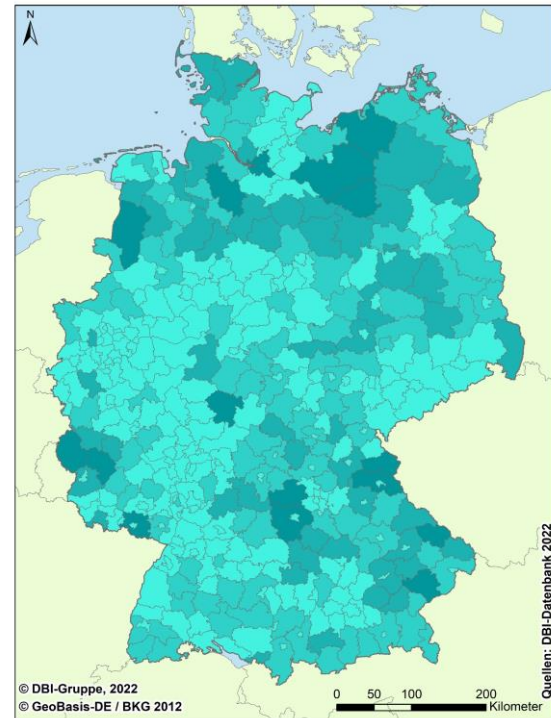 N
© DBI-Gruppe, 2022
© GeoBasis-DE / BKG 2012
0 50 100 200
Kilometer
Quellen: DBI-Datenbank 2022